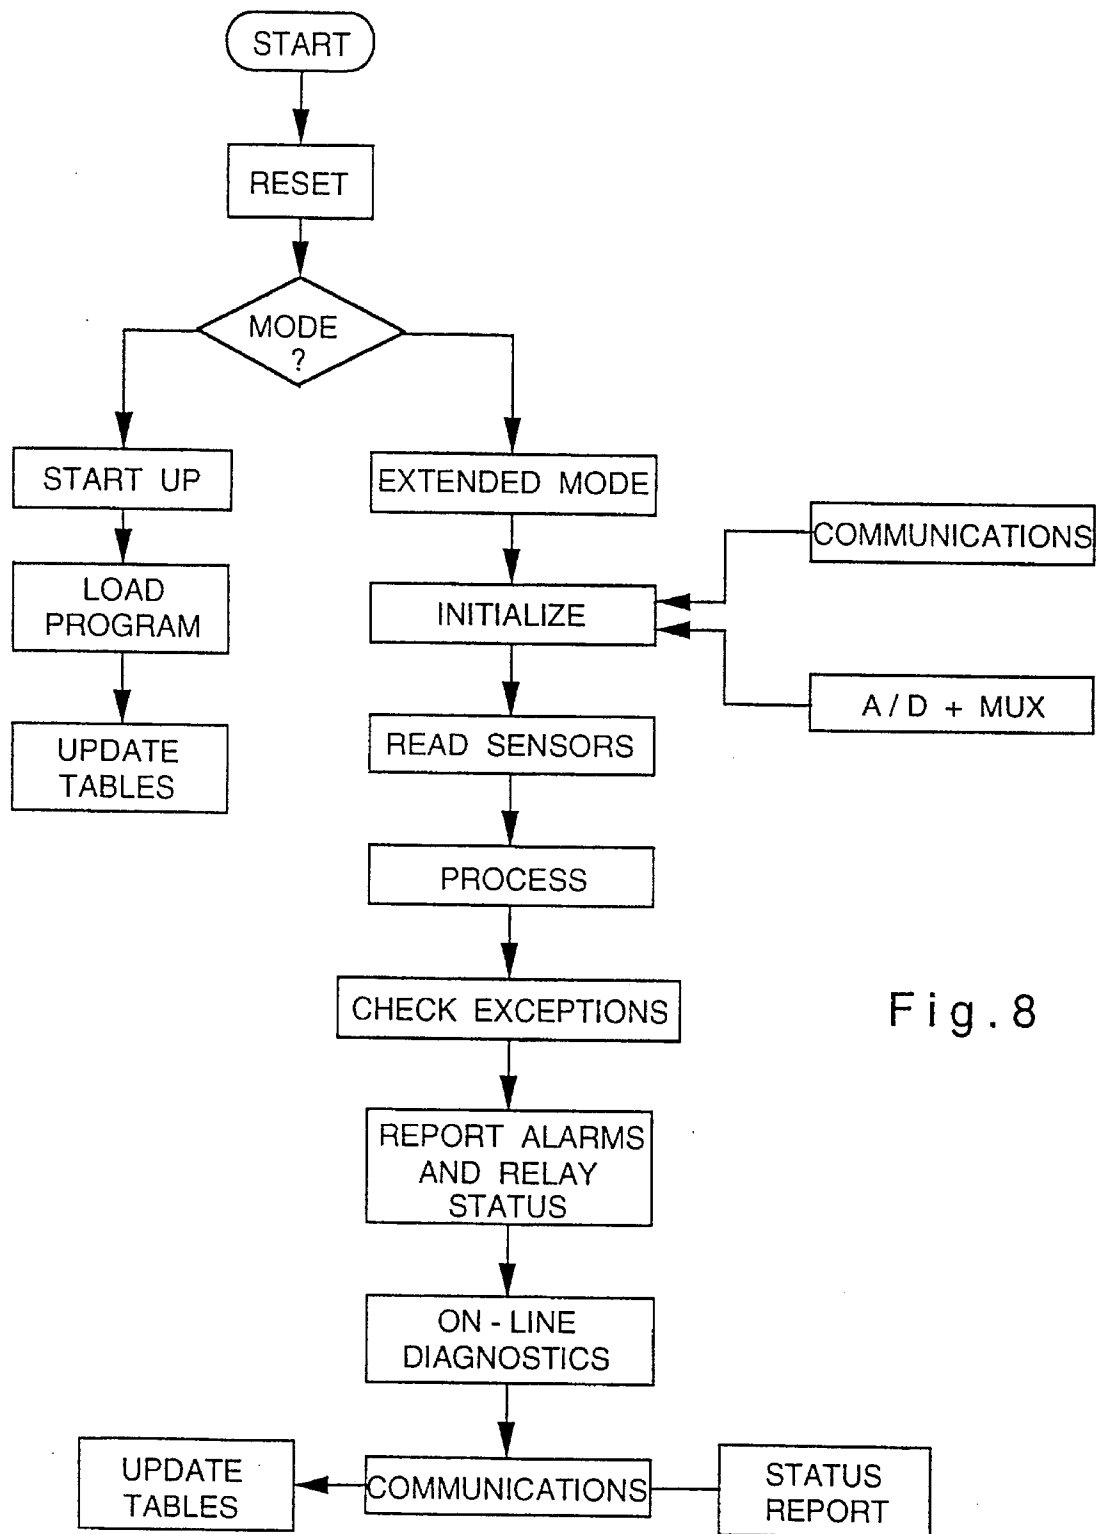 START
RESET
MODE
?
START UP
LOAD
PROGRAM
UPDATE
TABLES
EXTENDED MODE
INITIALIZE
COMMUNICATIONS
A/D + MUX
READ SENSORS
PROCESS
CHECK EXCEPTIONS
Fig.8
REPORT ALARMS
AND RELAY
STATUS
ON-LINE
DIAGNOSTICS
UPDATE
TABLES
COMMUNICATIONS
STATUS
REPORT